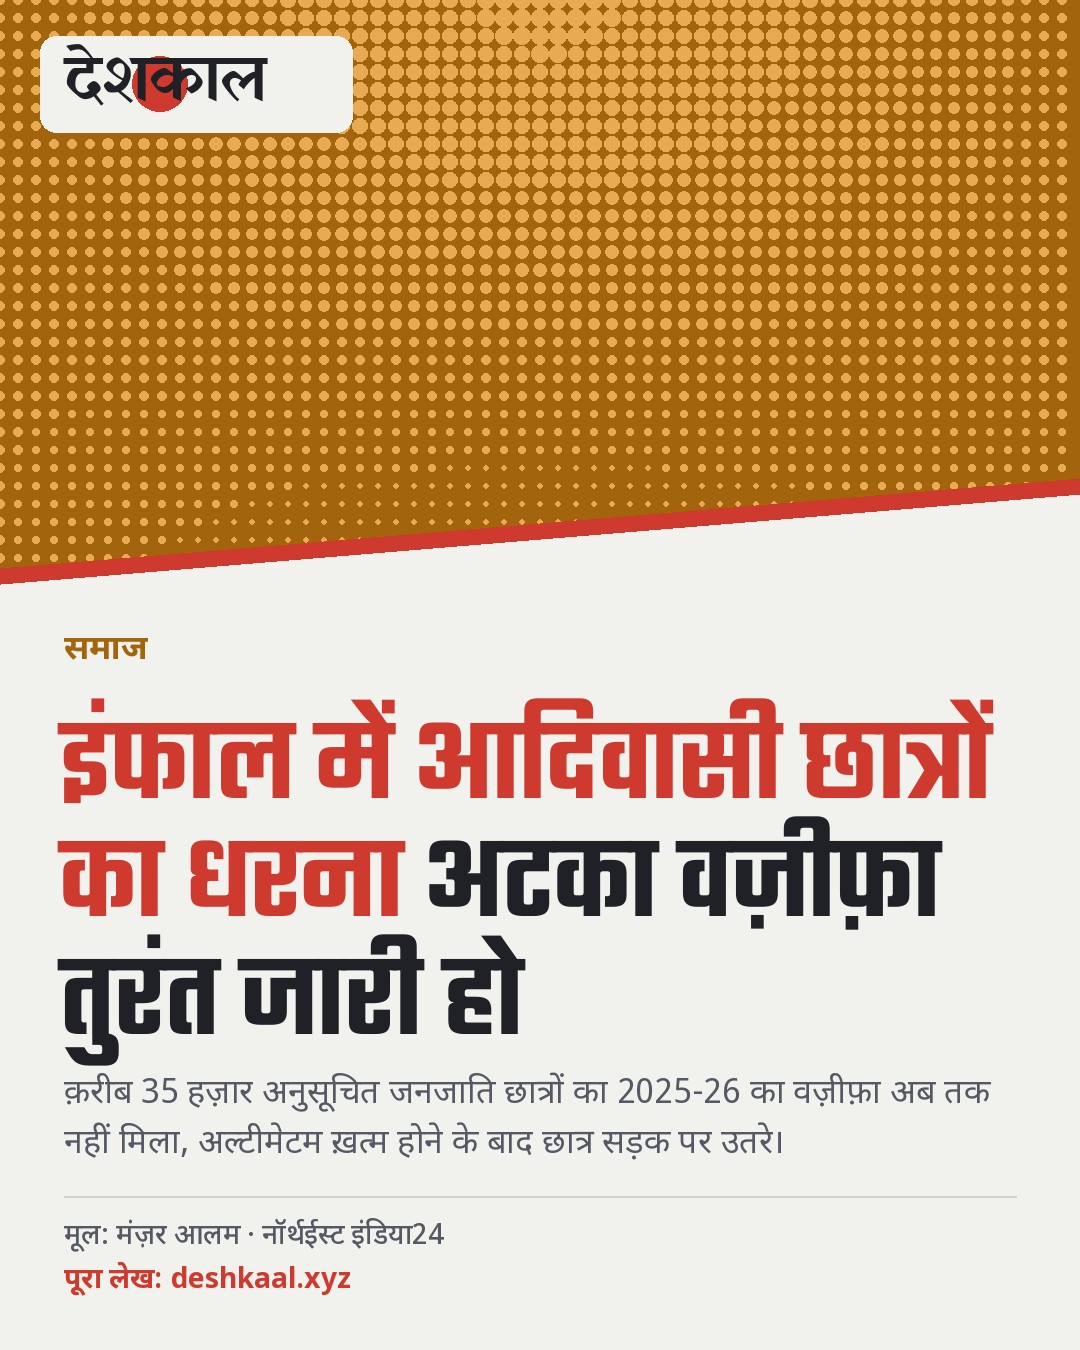 देशकाल
समाज
इंफाल में आदिवासी छात्रों
का धरना अटका वज़ीफ़ा
तुरंत जारी हो
क़रीब 35 हज़ार अनुसूचित जनजाति छात्रों का 2025-26 का वज़ीफ़ा अब तक
नहीं मिला, अल्टीमेटम ख़त्म होने के बाद छात्र सड़क पर उतरे।
मूल: मंज़र आलम · नॉर्थईस्ट इंडिया24
पूरा लेख: deshkaal.xyz